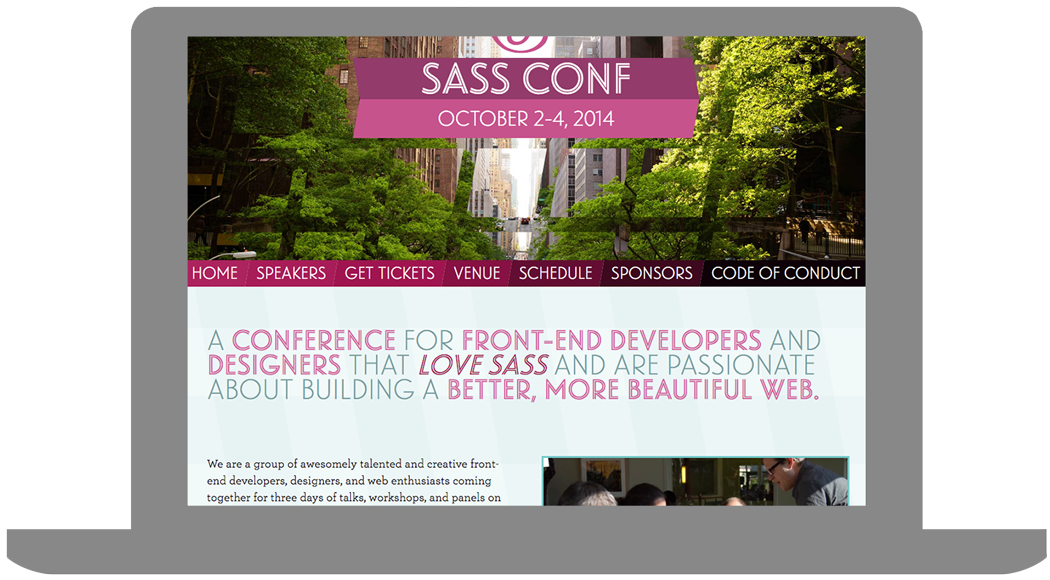 SASS CONF
OCTOBER 2-4, 2014
HOME SPEAKERS GET TICKETS VENUE SCHEDULE SPONSORS CODE OF CONDUCT
A CONFERENCE FOR FRONT-END DEVELOPERS AND
DESIGNERS THAT LOVE SASS AND ARE PASSIONATE
ABOUT BUILDING A BETTER, MORE BEAUTIFUL WEB.
We are a group of awesomely talented and creative front-
end developers, designers, and web enthusiasts coming
together for three days of talks, workshops, and panels on